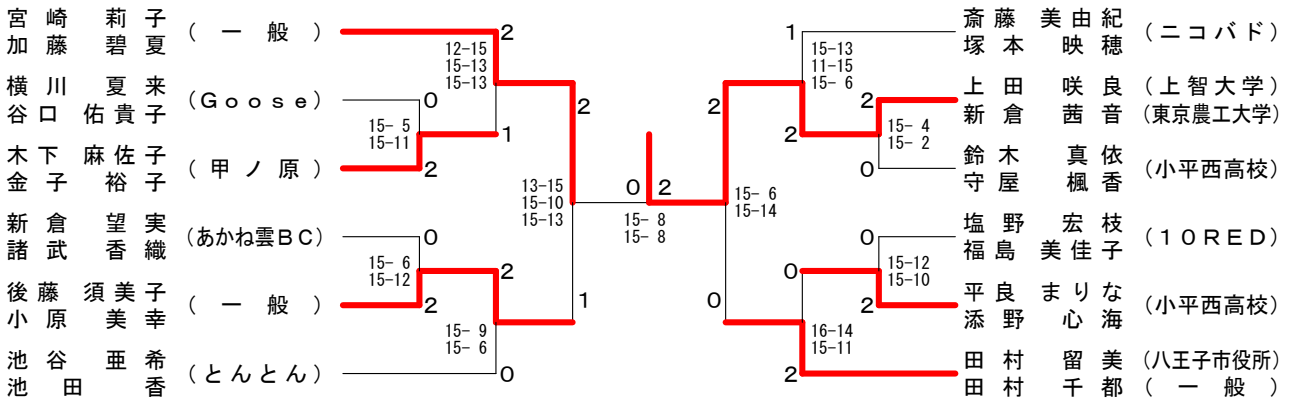 宮崎 莉子
加藤 碧夏
(一般)
横川 夏来
谷口 佑貴子
(Goose)
木下 麻佐子
金子 裕子
(甲ノ原)
新倉 望実
諸武 香織
(あかね雲BC)
後藤 須美子
小原 美幸
(一般)
池谷 亜希
池田 香
(とんとん)
2
12-15
15-13
15-13
0
15- 5
15-11
1
2
2
13-15
15-10
15-13
0
15- 6
15-12
2
2
1
15- 9
15- 6
0
0 2
15- 8
15- 8
1
15-13
11-15
15- 6
2
2
2
15- 4
15- 2
0
15- 6
15-14
0
0
15-12
15-10
0
2
16-14
15-11
2
斎藤 美由紀
塚本 映穂
(ニコバド)
上田 咲良 (上智大学)
新倉 茜音 (東京農工大学)
鈴木 真依
守屋 楓香
(小平西高校)
塩野 宏枝
福島 美佳子
(10RED)
平良 まりな
添野 心海
(小平西高校)
田村 留美 (八王子市役所)
田村 千都 (一般)